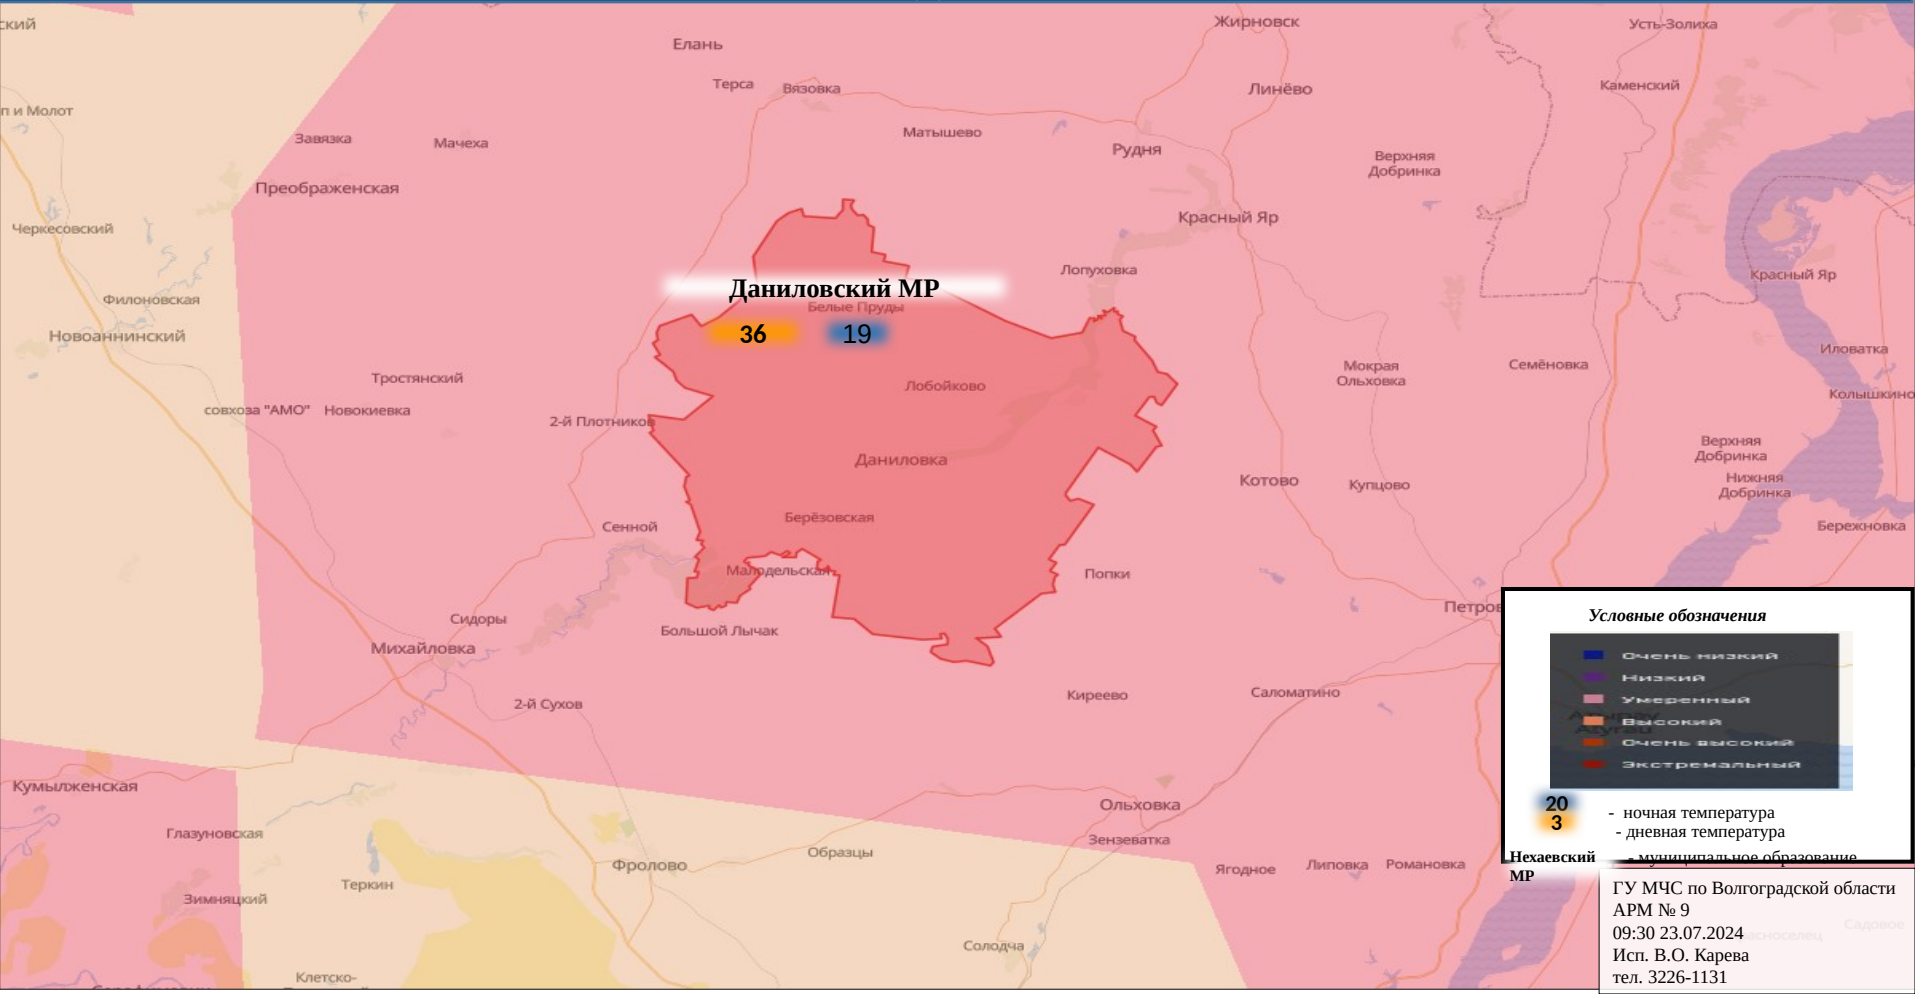 ский
Жирновск
Усть-Золиха
Елань
Терса
Вязовка
Линёво
Каменский
п и Молот
Завязка
Мачеха
Матышево
Рудня
Верхняя
Добринка
Преображенская
Красный Яр
Черкесовский
Лопуховка
Красный Яр
Даниловский МР
Белые Пруды
Филоновская
Новоаннинский
36
19
Иловатка
Мокрая
Ольховка
Семёновка
Тростянский
Лобойково
Колышкино
совхоза "АМО"
Новокиевка
2-й Плотников
Верхняя
Добринка
Даниловка
Котово
Купцово
Нижняя
Добринка
Берёзовская
Сенной
Бережновка
Малодельская
Попки
Петров
Сидоры
Большой Лычак
Михайловка
2-й Сухов
Киреево
Саломатино
Кумылженская
Ольховка
Глазуновская
Зензеватка
Образцы
Фролово
Ягодное
Липовка
Романовка
Теркин
Зимняцкий
Солодча
Клетско-
Условные обозначения
Очень низкий
Низкий
Умеренный
Высокий
Очень высокий
Экстремальный
Atyrau
20
3
- ночная температура
- дневная температура
Нехаевский
МР
- муниципальное образование
ГУ МЧС по Волгоградской области
АРМ № 9
09:30 23.07.2024
Исп. В.О. Карева
тел. 3226-1131
Садовое